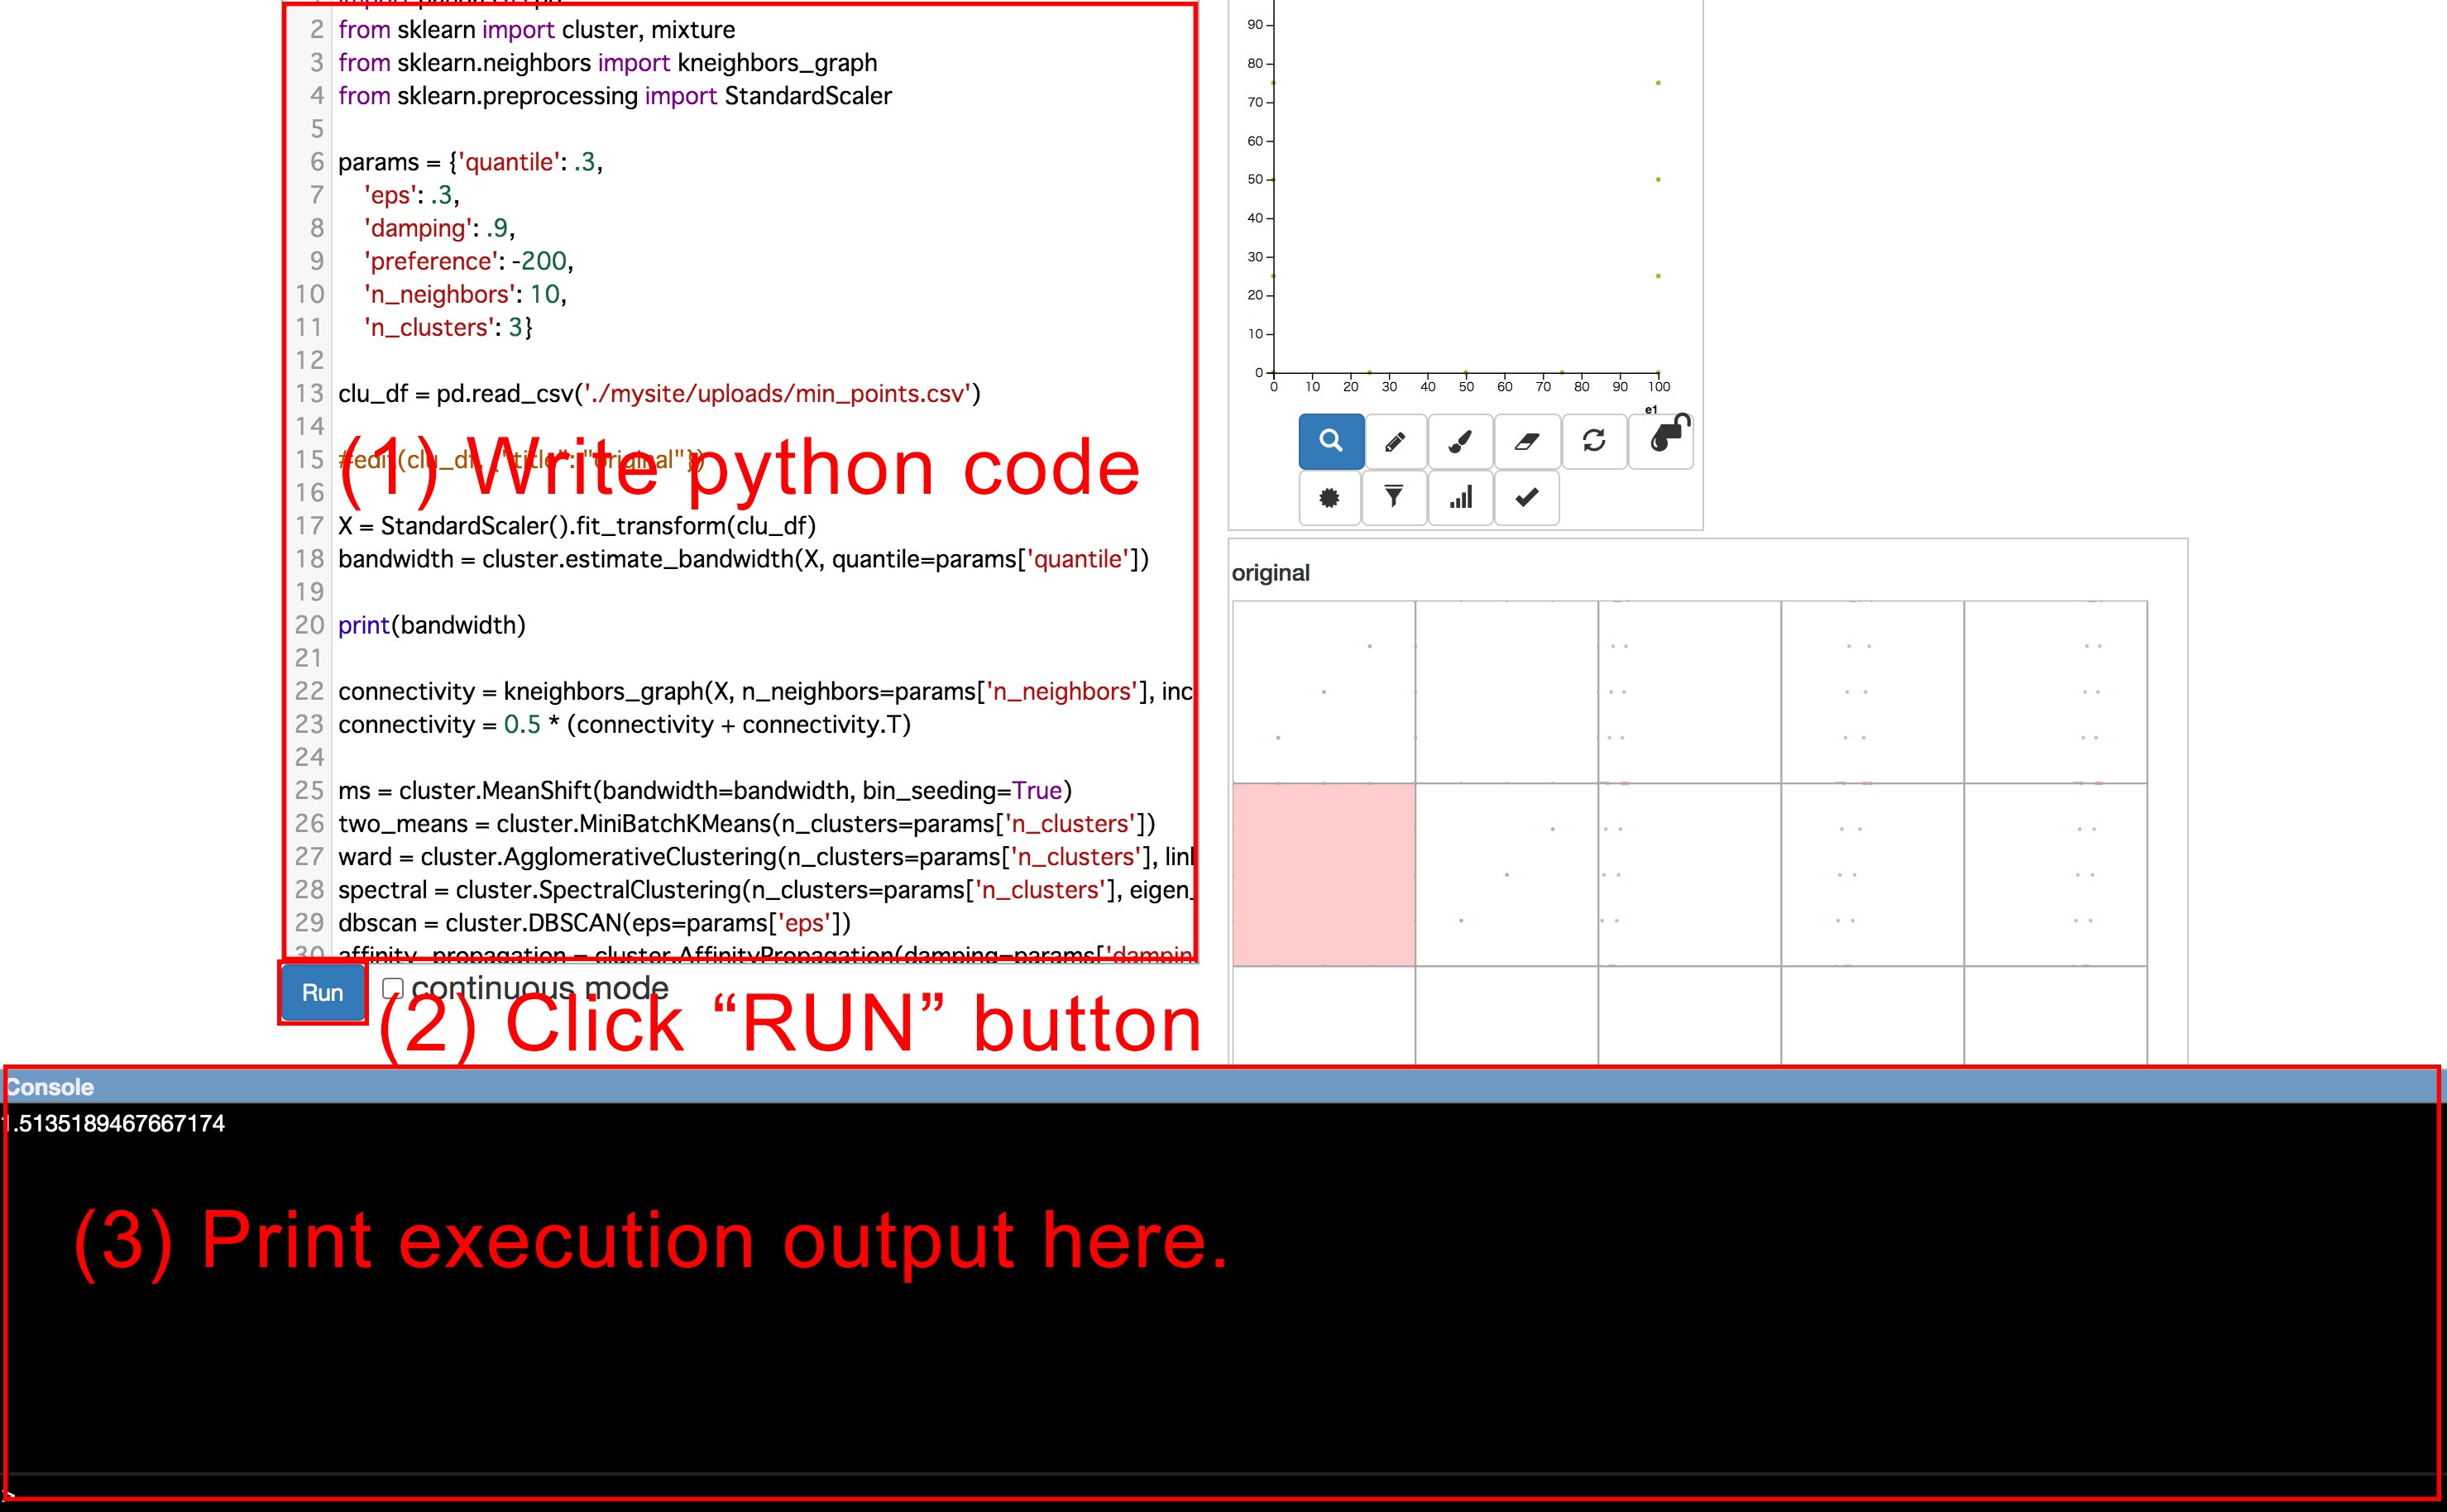 2 from sklearn import cluster, mixture
3 from sklearn.neighbors import kneighbors_graph
4 from sklearn.preprocessing import StandardScaler
5
6 params = {'quantile': .3,
7 'eps': .3,
8 'damping': .9,
9 'preference': -200,
10 'n_neighbors': 10,
11 'n_clusters': 3}
12
13 clu_df = pd.read_csv('./mysite/uploads/min_points.csv')
14
15 #edit(clu_df, {"title": "original"})
(1) Write python code
16
17 X = StandardScaler().fit_transform(clu_df)
18 bandwidth = cluster.estimate_bandwidth(X, quantile=params['quantile'])
19
20 print(bandwidth)
21
22 connectivity = kneighbors_graph(X, n_neighbors=params['n_neighbors'], inc
23 connectivity = 0.5 * (connectivity + connectivity.T)
24
25 ms = cluster.MeanShift(bandwidth=bandwidth, bin_seeding=True)
26 two_means = cluster.MiniBatchKMeans(n_clusters=params['n_clusters'])
27 ward = cluster.AgglomerativeClustering(n_clusters=params['n_clusters'], lin
28 spectral = cluster.SpectralClustering(n_clusters=params['n_clusters'], eigen_
29 dbscan = cluster.DBSCAN(eps=params['eps'])
30 affinity_propagation = cluster.AffinityPropagation(damping=params['dampin
Run
continuous mode
(2) Click “RUN” button
90
80
70
60
50
40
30
20
10
0
0 10 20 30 40 50 60 70 80 90 100
e1
original
Console
1.5135189467667174
(3) Print execution output here.
>